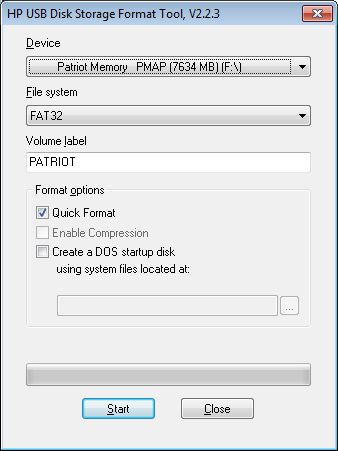 HP USB Disk Storage Format Tool, V2.2.3
Device
Patriot Memory PMAP (7634 MB) (F:\)
File system
FAT32
Volume label
PATRIOT
Format options
Quick Format
Enable Compression
Create a DOS startup disk
using system files located at:
...
Start
Close